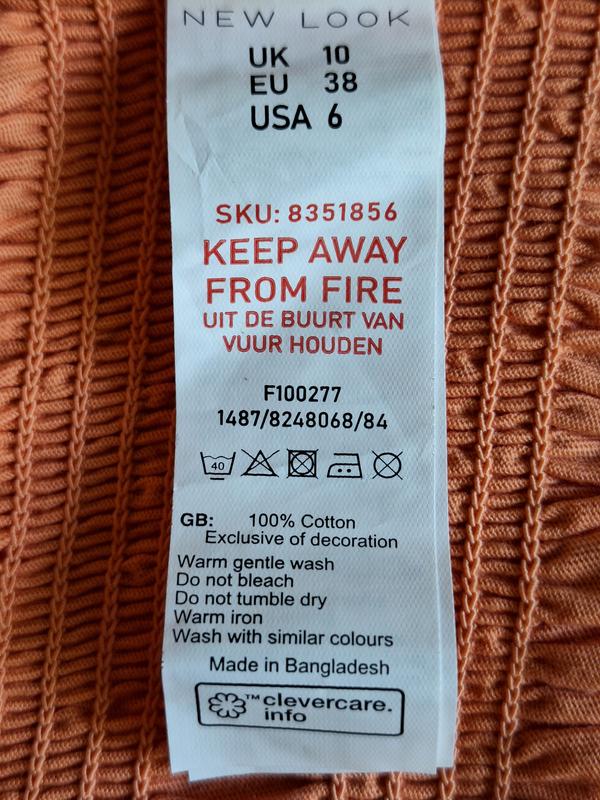 NEW LOOK
UK 10
EU 38
USA 6
SKU: 8351856
KEEP AWAY
FROM FIRE
UIT DE BUURT VAN
VUUR HOUDEN
F100277
1487/8248068/84
40
GB: 100% Cotton
Exclusive of decoration
Warm gentle wash
Do not bleach
Do not tumble dry
Warm iron
Wash with similar colours
Made in Bangladesh
™clevercare.
info